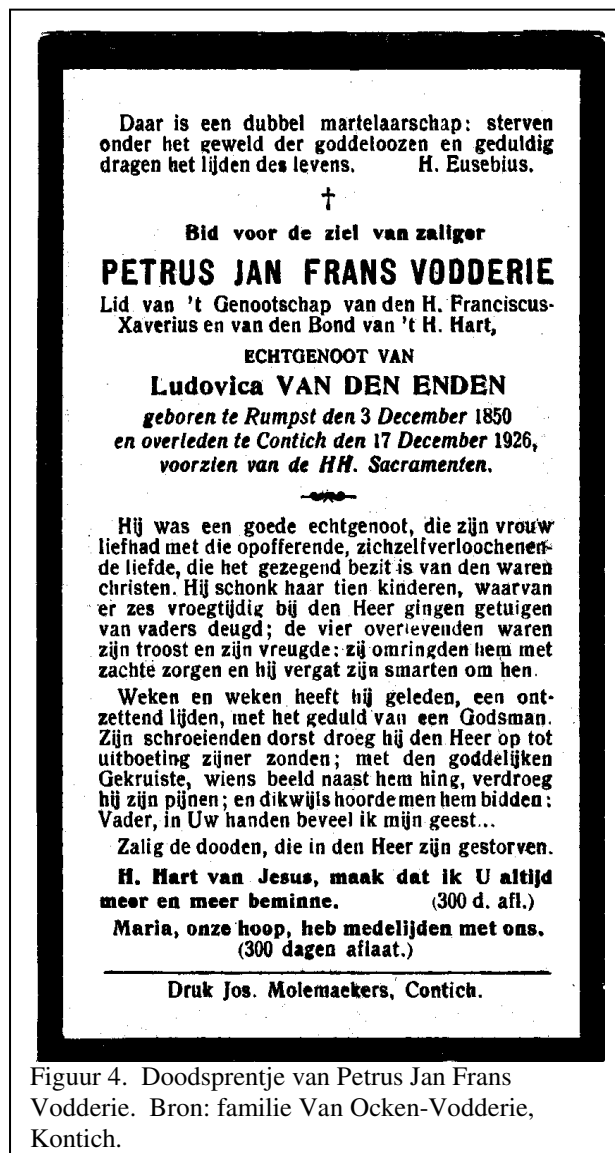 Daar is een dubbel martelaarschap: sterven
onder het geweld der goddeloozen en geduldig
dragen het lijden des levens. H. Eusebius.
†
Bid voor de ziel van zaliger
PETRUS JAN FRANS VODDERIE
Lid van 't Genootschap van den H. Franciscus-
Xaverius en van den Bond van 't H. Hart,
ECHTGENOOT VAN
Ludovica VAN DEN ENDEN
geboren te Rumpst den 3 December 1850
en overleden te Contich den 17 December 1926,
voorzien van de HH. Sacramenten.
Hij was een goede echtgenoot, die zijn vrouw
liefhad met die opofferende, zichzelfverloochenen-
de liefde, die het gezegend bezit is van den waren
christen. Hij schonk haar tien kinderen, waarvan
er zes vroegtijdig bij den Heer gingen getuigen
van vaders deugd; de vier overlevenden waren
zijn troost en zijn vreugde: zij omringden hem met
zachte zorgen en hij vergat zijn smarten om hen.
Weken en weken heeft hij geleden, een ont-
zettend lijden, met het geduld van een Godsman.
Zijn schroeienden dorst droeg hij den Heer op tot
uitboeting zijner zonden; met den goddelijken
Gekruiste, wiens beeld naast hem hing, verdroeg
hij zijn pijnen; en dikwijls hoorde men hem bidden:
Vader, in Uw handen beveel ik mijn geest...
Zalig de dooden, die in den Heer zijn gestorven.
H. Hart van Jesus, maak dat ik U altijd
meer en meer beminne. (300 d. afl.)
Maria, onze hoop, heb medelijden met ons.
(300 dagen aflaat.)
Druk Jos. Molemaekers, Contich.
Figuur 4. Doodsprentje van Petrus Jan Frans
Vodderie. Bron: familie Van Ocken-Vodderie,
Kontich.